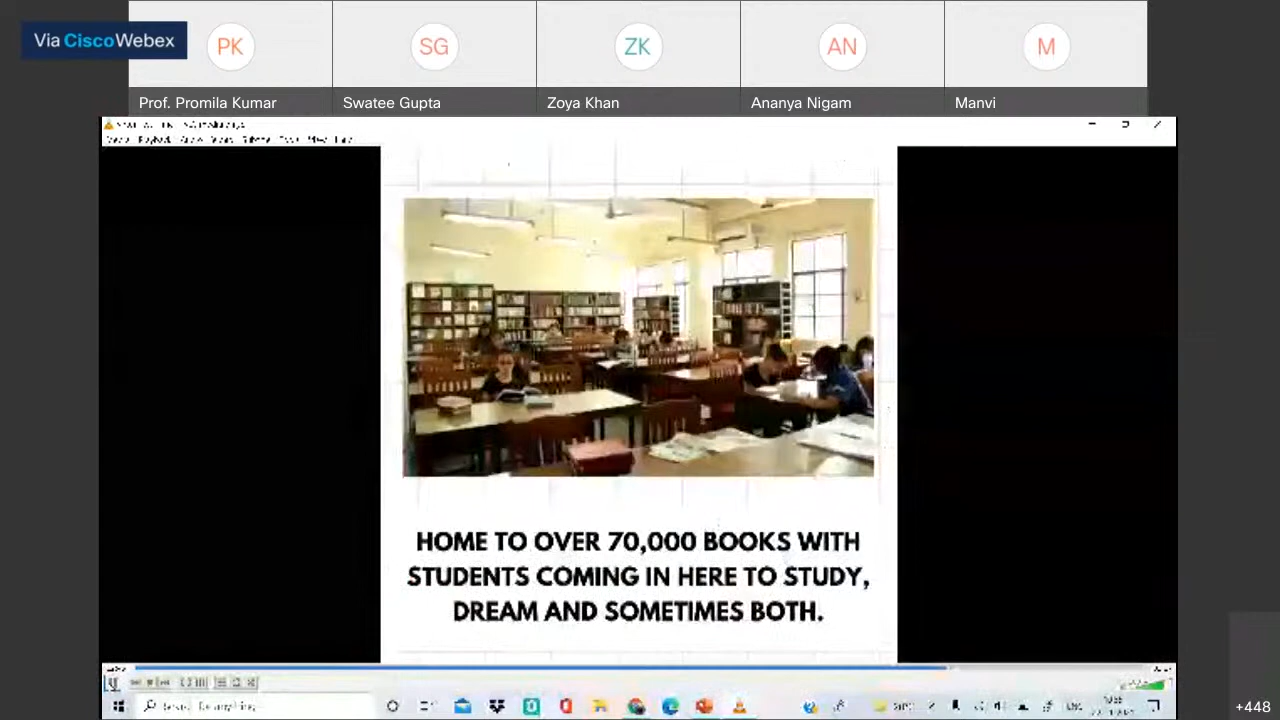 Via CiscoWebex
PK
SG
ZK
AN
M
Prof. Promila Kumar
Swatee Gupta
Zoya Khan
Ananya Nigam
Manvi
HOME TO OVER 70,000 BOOKS WITH
STUDENTS COMING IN HERE TO STUDY,
DREAM AND SOMETIMES BOTH.
+448